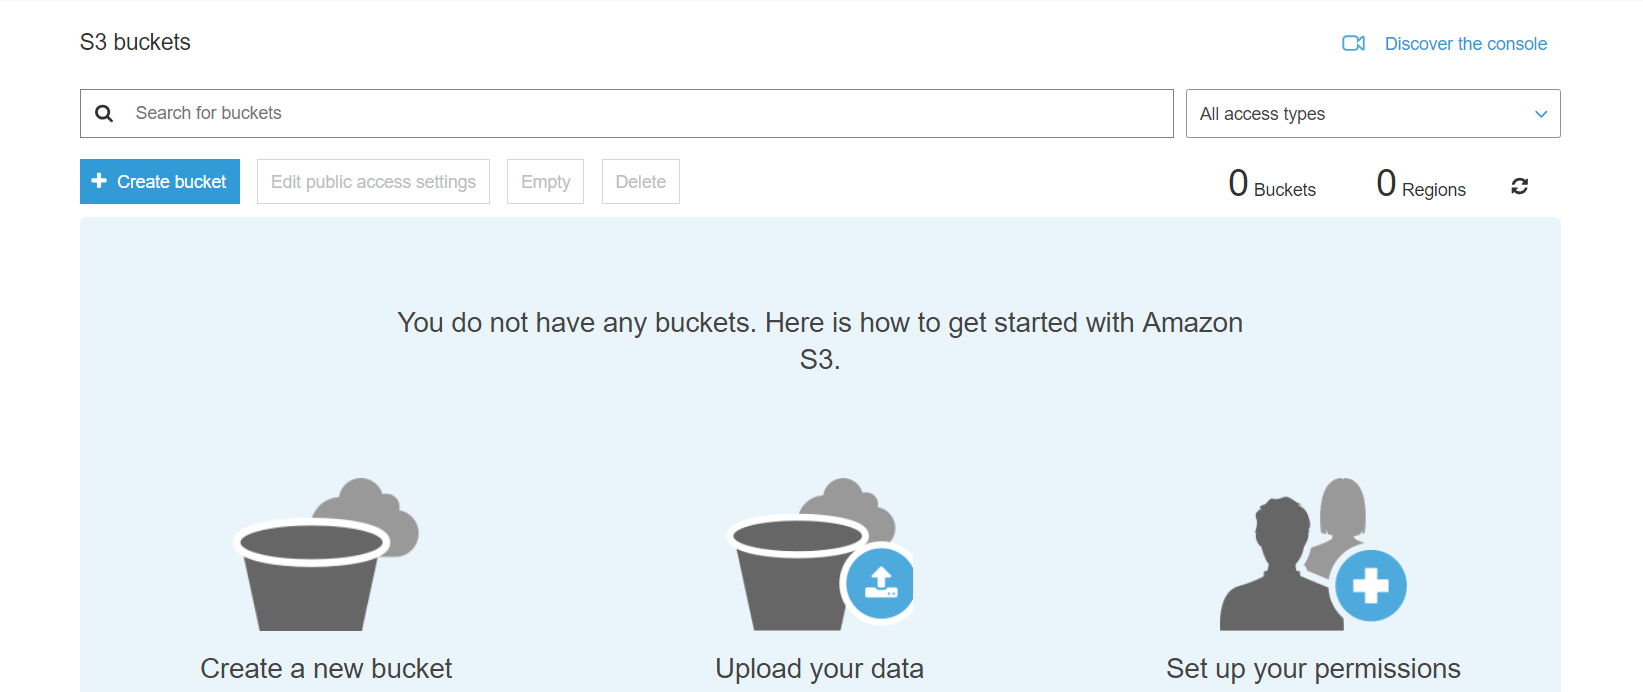 S3 buckets
Discover the console
Search for buckets
All access types
Create bucket
Edit public access settings
Empty
Delete
0 Buckets
0 Regions
You do not have any buckets. Here is how to get started with Amazon
S3.
Create a new bucket
Upload your data
Set up your permissions